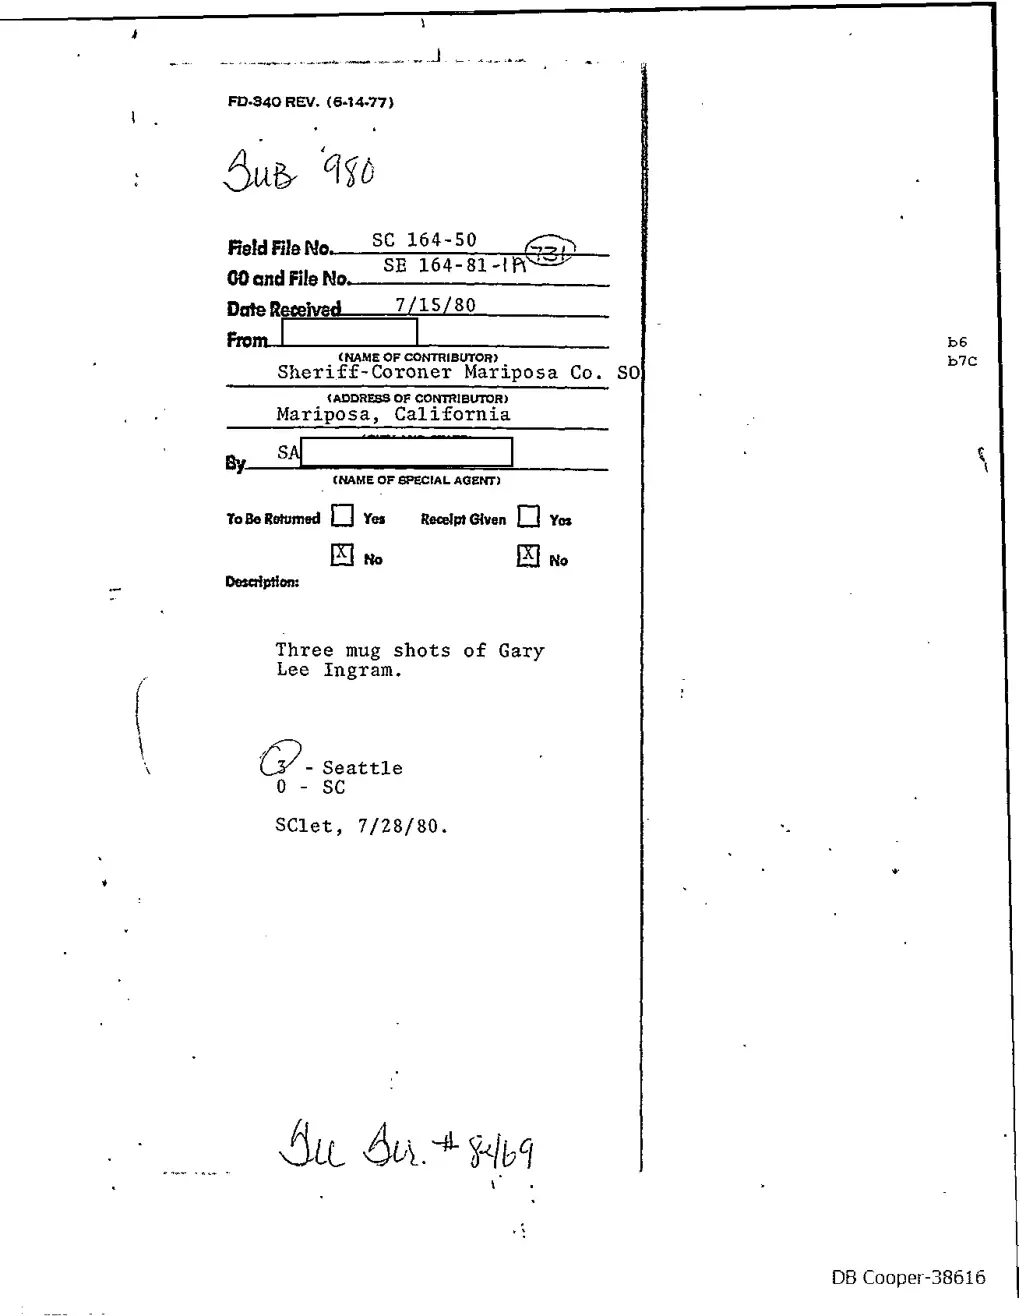 FD-340 REV. (6-14-77)
Sub '980
Field File No. SC 164-50
OO and File No. SE 164-81-1A 731
Date Received 7/15/80
From
(NAME OF CONTRIBUTOR)
Sheriff-Coroner Mariposa Co. SO
(ADDRESS OF CONTRIBUTOR)
Mariposa, California
By SA
(NAME OF SPECIAL AGENT)
To Be Returned Yes Receipt Given Yes
X No X No
Description:
Three mug shots of Gary
Lee Ingram.
3 - Seattle
0 - SC
SClet, 7/28/80.
See Ser. # 8469
b6
b7C
DB Cooper-38616